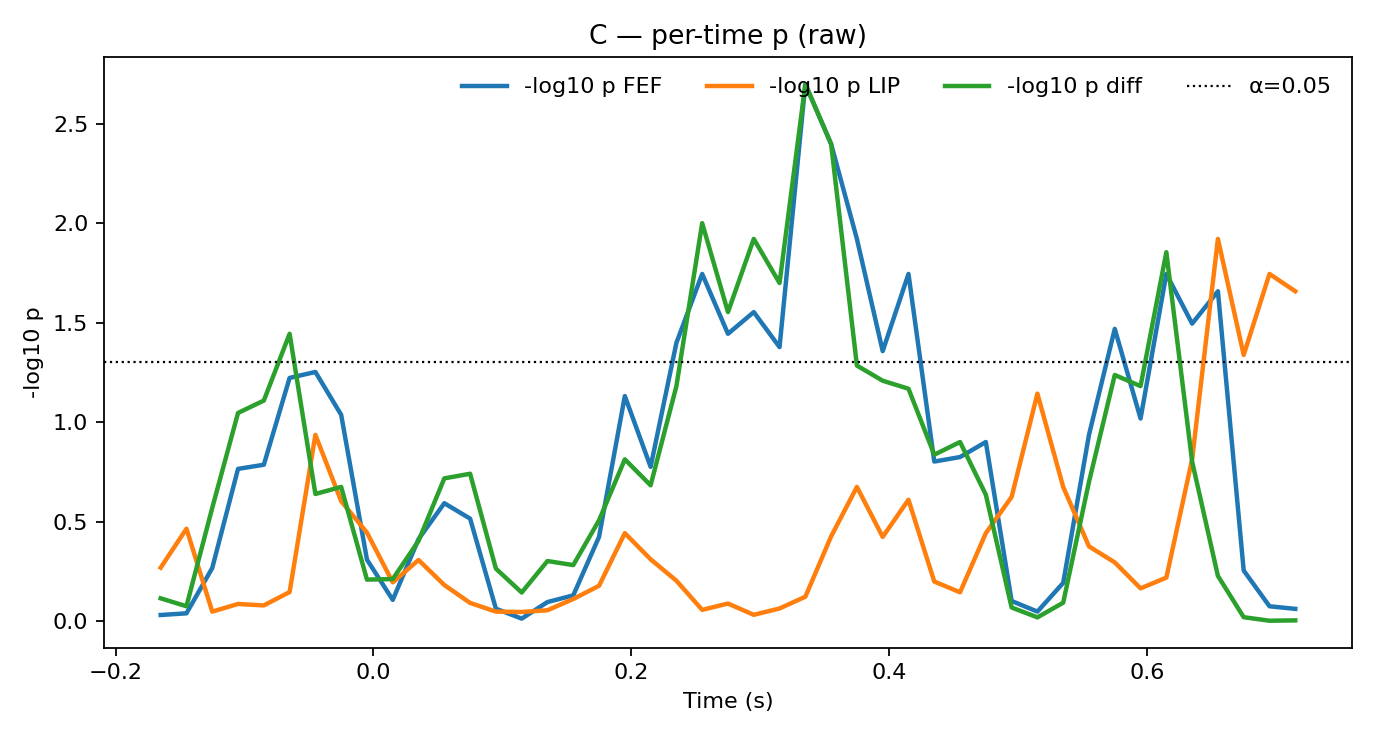 C — per-time p (raw)
-log10 p FEF
-log10 p LIP
-log10 p diff
α=0.05
2.5
2.0
1.5
1.0
0.5
0.0
-log10 p
−0.2
0.0
0.2
0.4
0.6
Time (s)